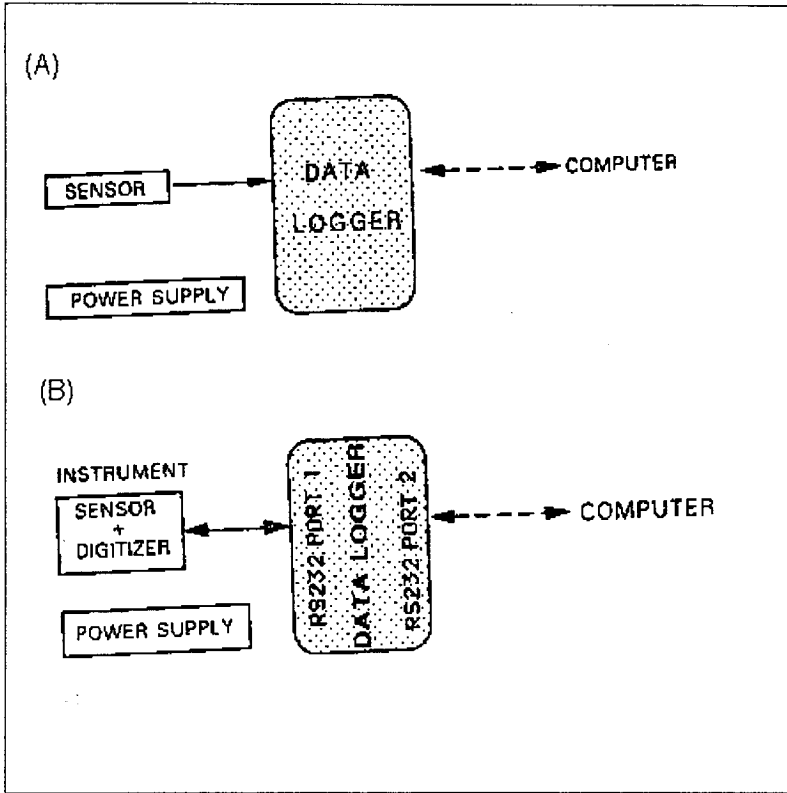 (A)
SENSOR
DATA
LOGGER
COMPUTER
POWER SUPPLY
(B)
INSTRUMENT
SENSOR
+
DIGITIZER
RS232 PORT 1
DATA LOGGER
RS232 PORT 2
COMPUTER
POWER SUPPLY